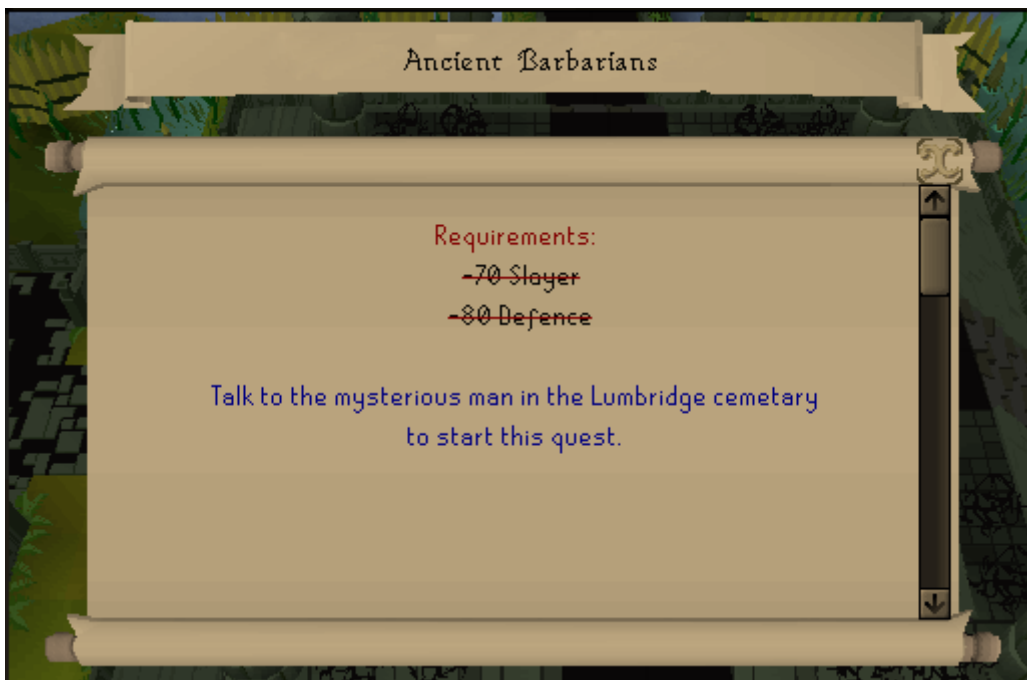 Ancient Barbarians
Requirements:
-70 Slayer
-80 Defence
Talk to the mysterious man in the Lumbridge cemetary
to start this quest.